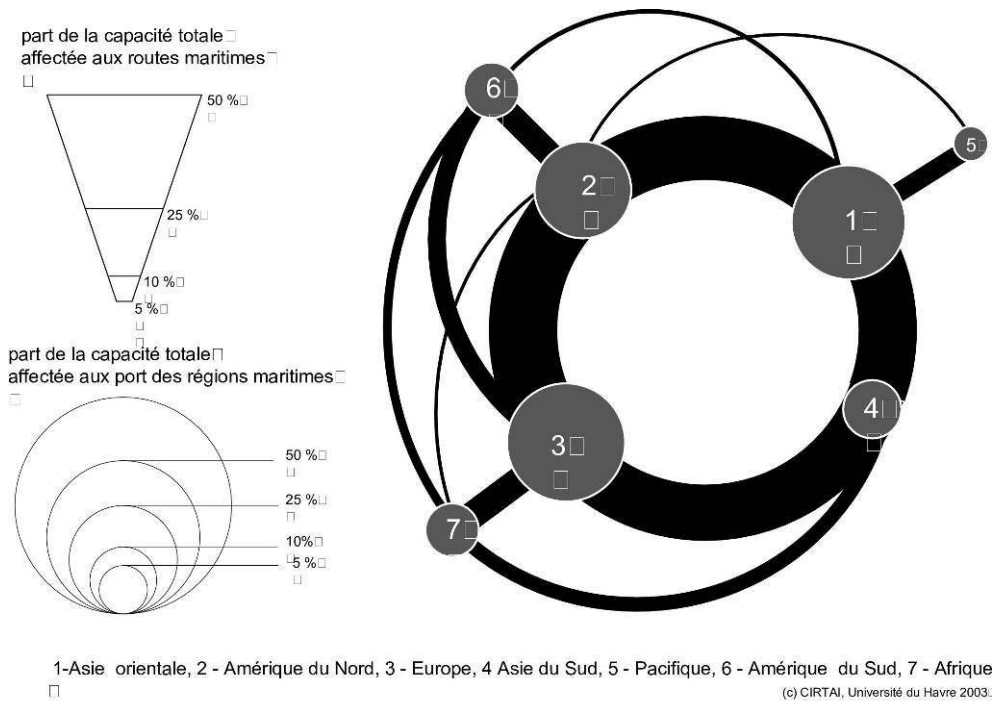 part de la capacité totale
affectée aux routes maritimes
50 %
25 %
10 %
5 %
part de la capacité totale
affectée aux port des régions maritimes
50 %
25 %
10%
5 %
6
5
2
1
4
3
7
1-Asie orientale, 2 - Amérique du Nord, 3 - Europe, 4 Asie du Sud, 5 - Pacifique, 6 - Amérique du Sud, 7 - Afrique
(c) CIRTAI, Université du Havre 2003